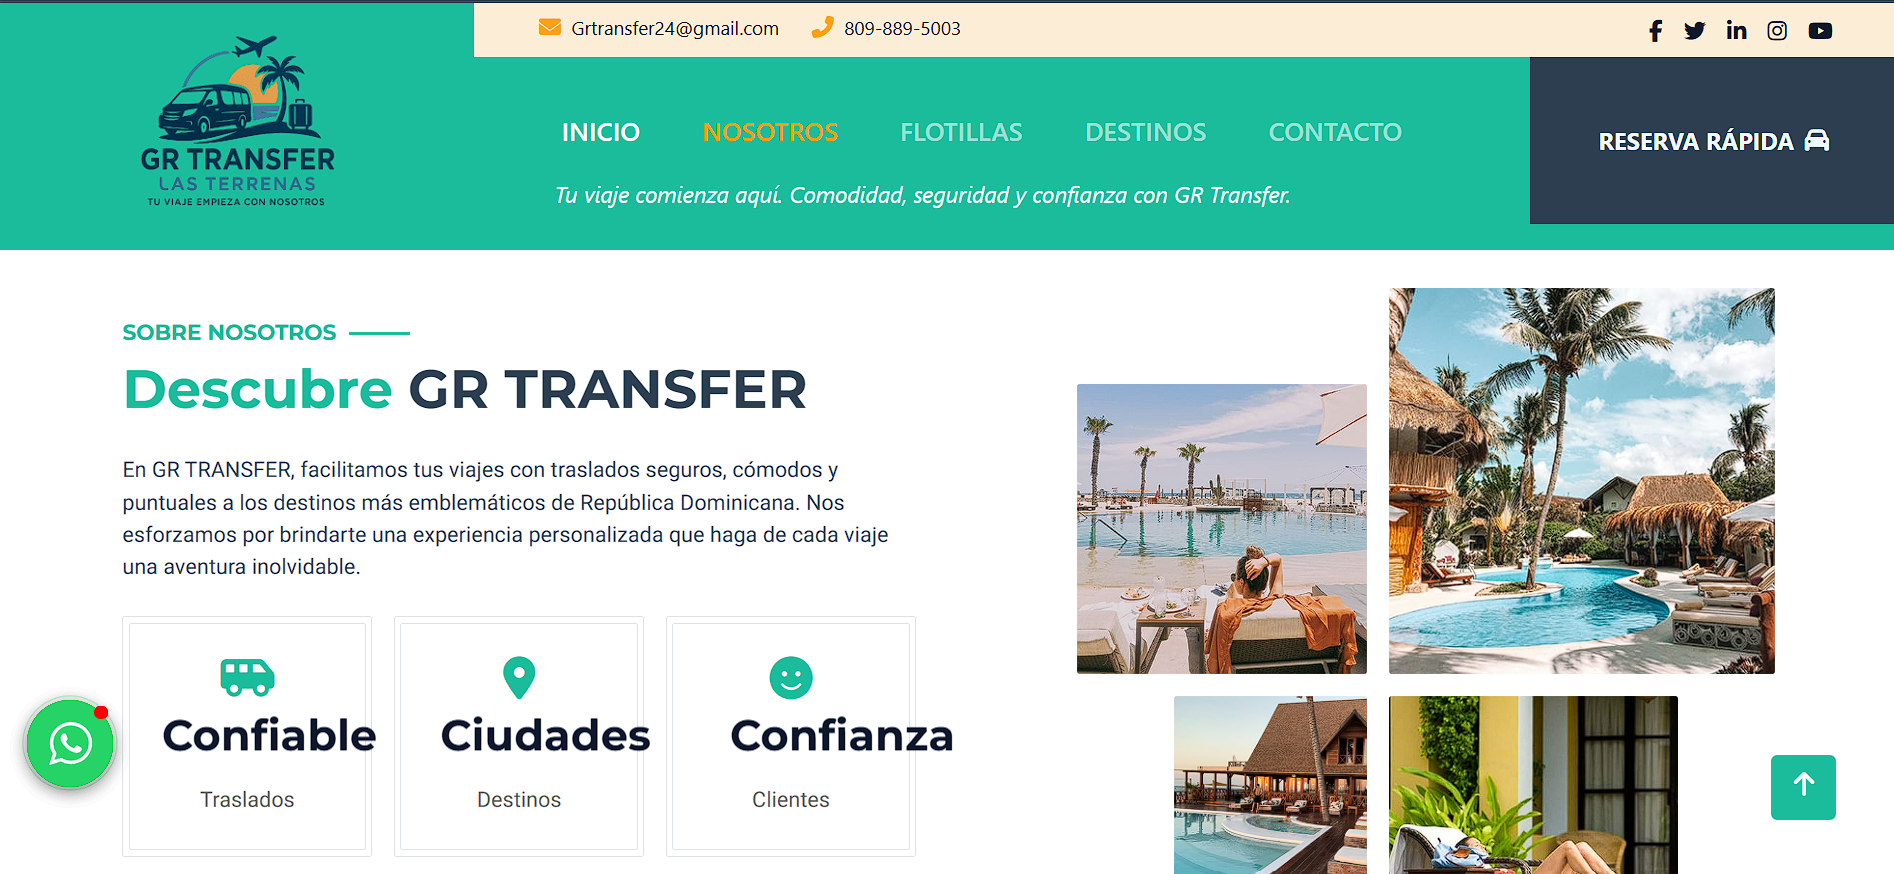 Grtransfer24@gmail.com 809-889-5003
GR TRANSFER
LAS TERRENAS
TU VIAJE EMPIEZA CON NOSOTROS
INICIO NOSOTROS FLOTILLAS DESTINOS CONTACTO
RESERVA RÁPIDA
Tu viaje comienza aquí. Comodidad, seguridad y confianza con GR Transfer.
SOBRE NOSOTROS
Descubre GR TRANSFER
En GR TRANSFER, facilitamos tus viajes con traslados seguros, cómodos y
puntuales a los destinos más emblemáticos de República Dominicana. Nos
esforzamos por brindarte una experiencia personalizada que haga de cada viaje
una aventura inolvidable.
Confiable
Traslados
Ciudades
Destinos
Confianza
Clientes